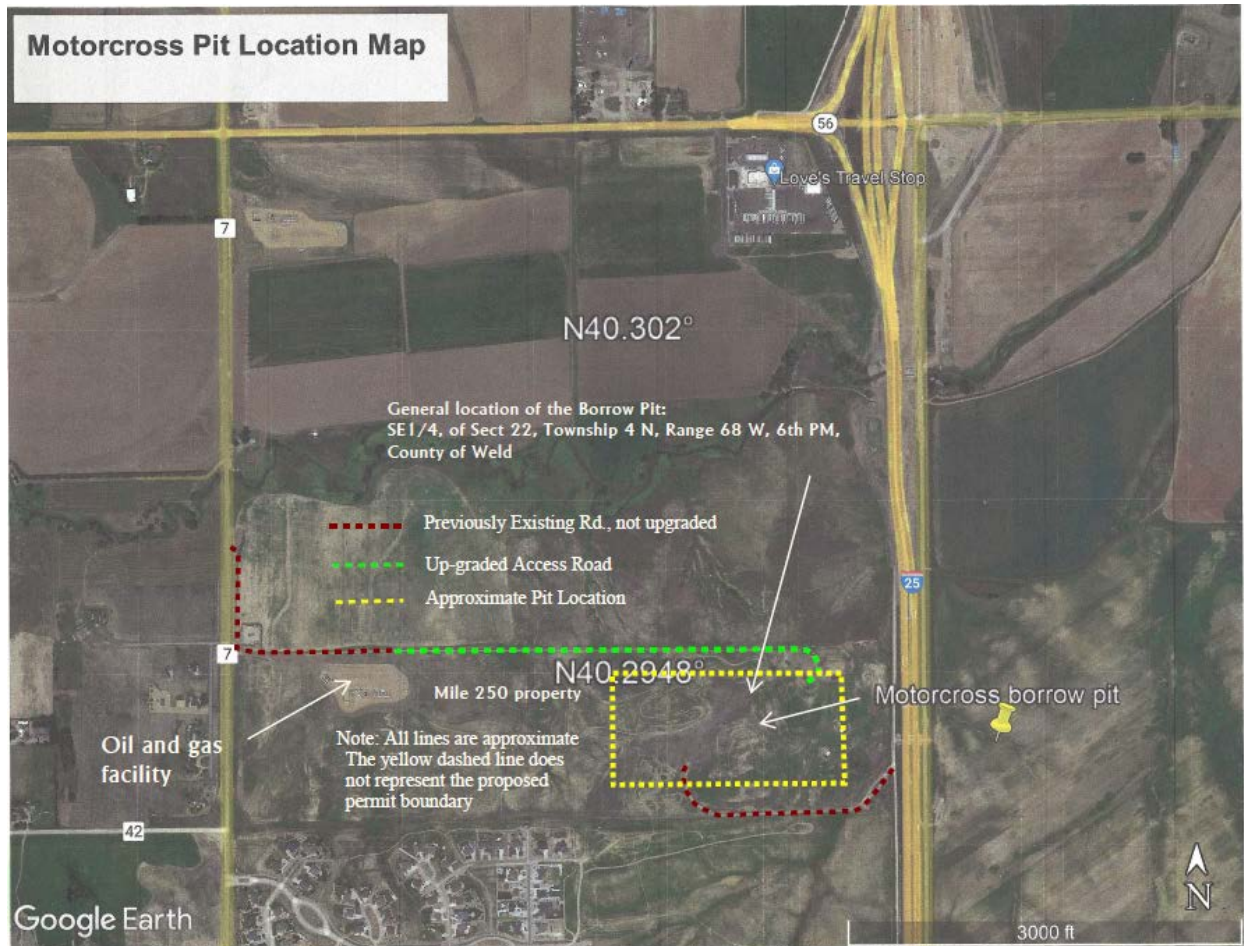 Motorcross Pit Location Map
56
Love's Travel Stop
7
N40.302°
General location of the Borrow Pit:
SE1/4, of Sect 22, Township 4 N, Range 68 W, 6th PM,
County of Weld
Previously Existing Rd., not upgraded
Up-graded Access Road
Approximate Pit Location
25
7
N40.2948°
Mile 250 property
Motorcross borrow pit
Oil and gas
facility
Note: All lines are approximate
The yellow dashed line does
not represent the proposed
permit boundary
42
N
Google Earth
3000 ft